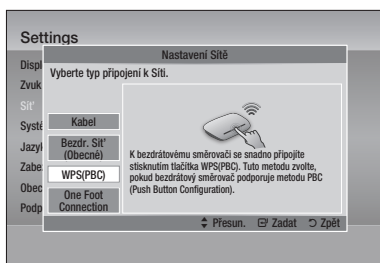 Settings
Nastavení Sítě
Displ
Vyberte typ připojení k Síti.
Zvuk
Síť'
Systé
Jazyk
Zabe
Obec
Podp
Kabel
Bezdr. Síť'
(Obecně)
WPS(PBC)
One Foot
Connection
K bezdrátovému směrovači se snadno připojíte
stisknutím tlačítka WPS(PBC). Tuto metodu zvolte,
pokud bezdrátový směrovač podporuje metodu PBC
(Push Button Configuration).
Přesun. Zadat Zpět